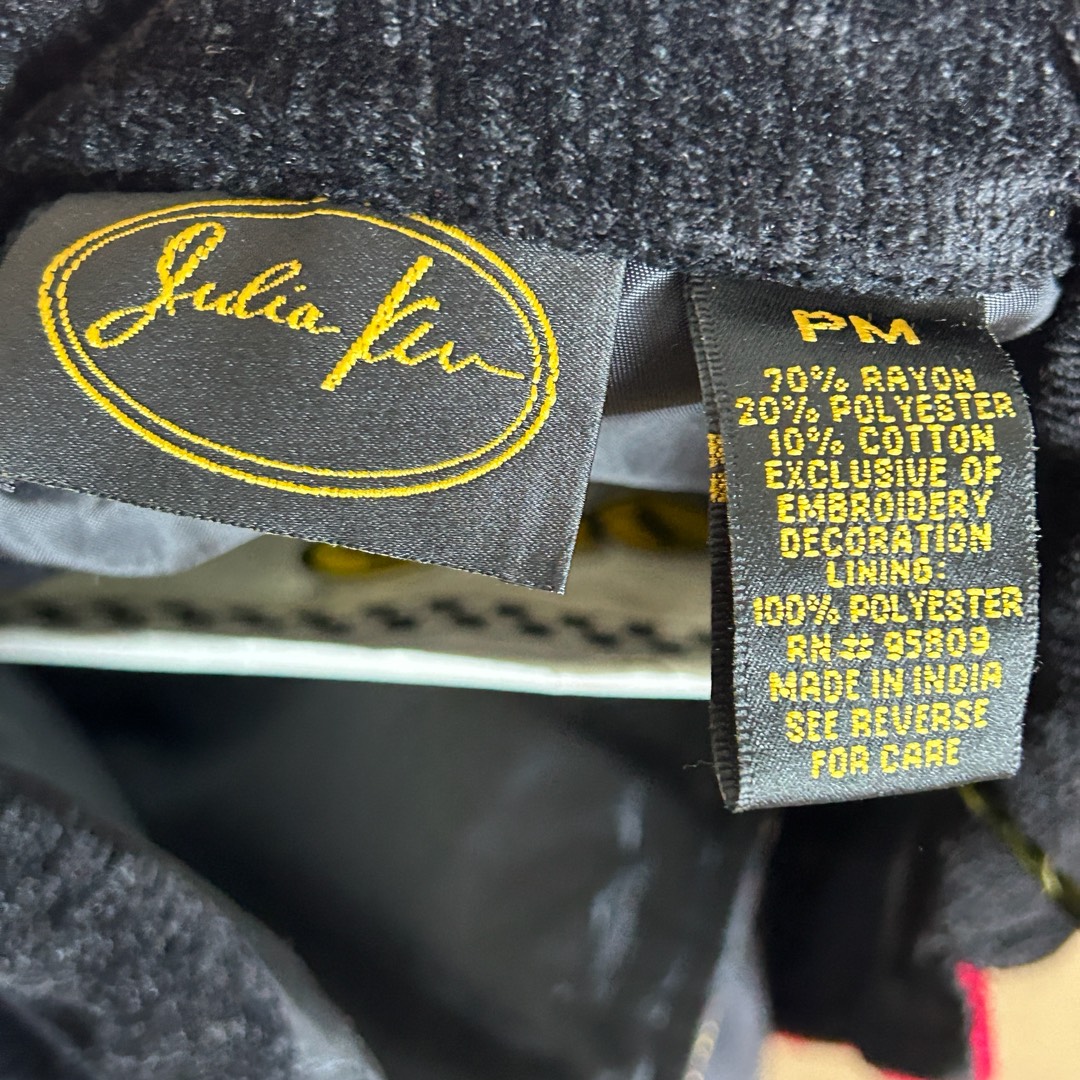 Julia Kev
PM
70% RAYON
20% POLYESTER
10% COTTON
EXCLUSIVE OF
EMBROIDERY
DECORATION
LINING:
100% POLYESTER
RN# 95809
MADE IN INDIA
SEE REVERSE
FOR CARE